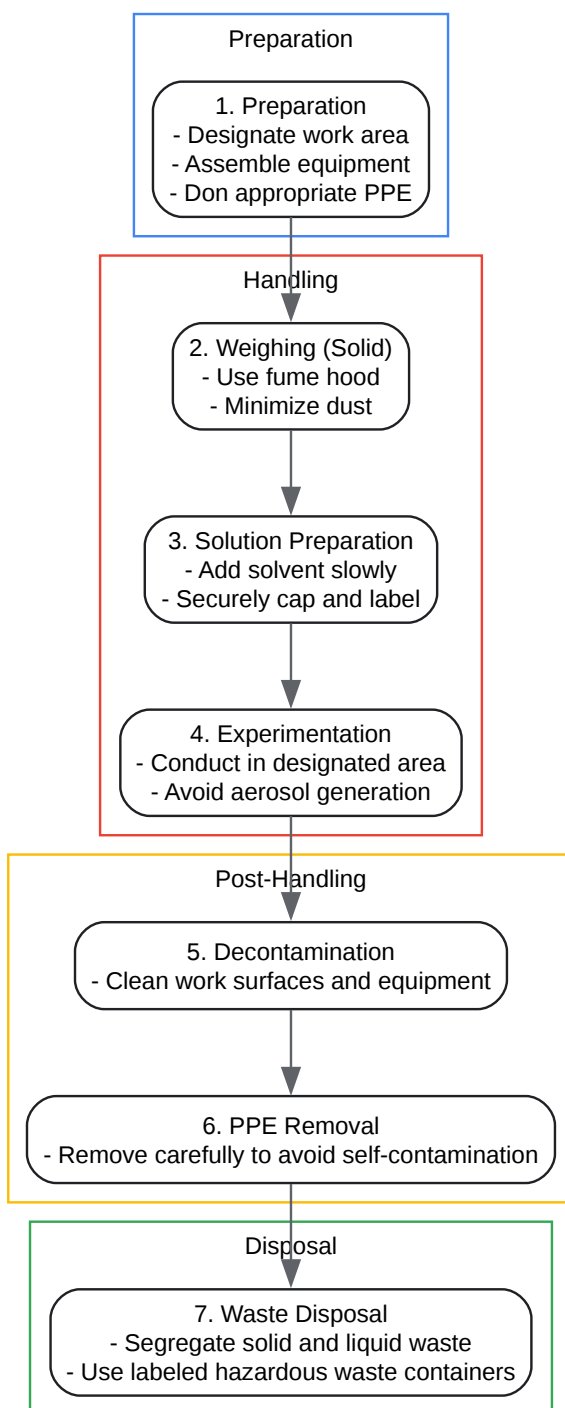 Preparation
1. Preparation
- Designate work area
- Assemble equipment
- Don appropriate PPE
Handling
2. Weighing (Solid)
- Use fume hood
- Minimize dust
3. Solution Preparation
- Add solvent slowly
- Securely cap and label
4. Experimentation
- Conduct in designated area
- Avoid aerosol generation
Post-Handling
5. Decontamination
- Clean work surfaces and equipment
6. PPE Removal
- Remove carefully to avoid self-contamination
Disposal
7. Waste Disposal
- Segregate solid and liquid waste
- Use labeled hazardous waste containers